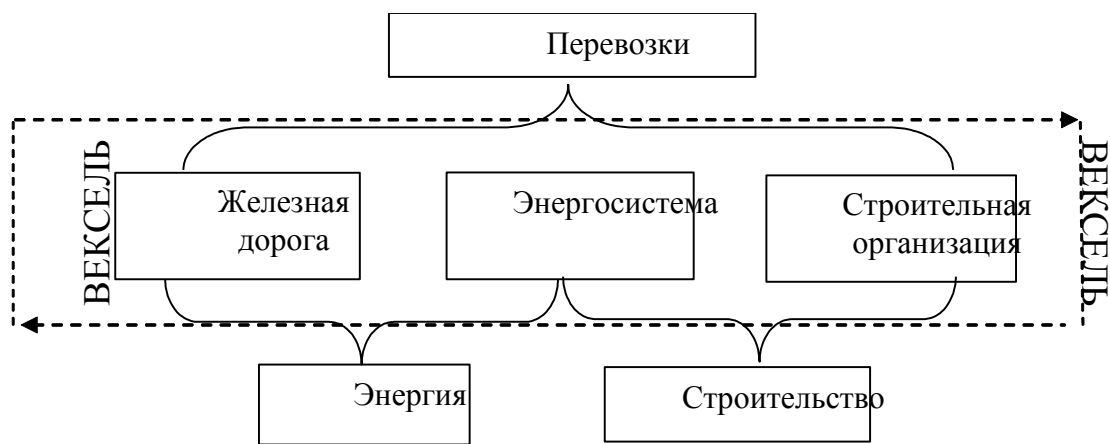 Перевозки
ВЕКСЕЛЬ
Железная
дорога
Энергосистема
Строительная
организация
ВЕКСЕЛЬ
Энергия
Строительство